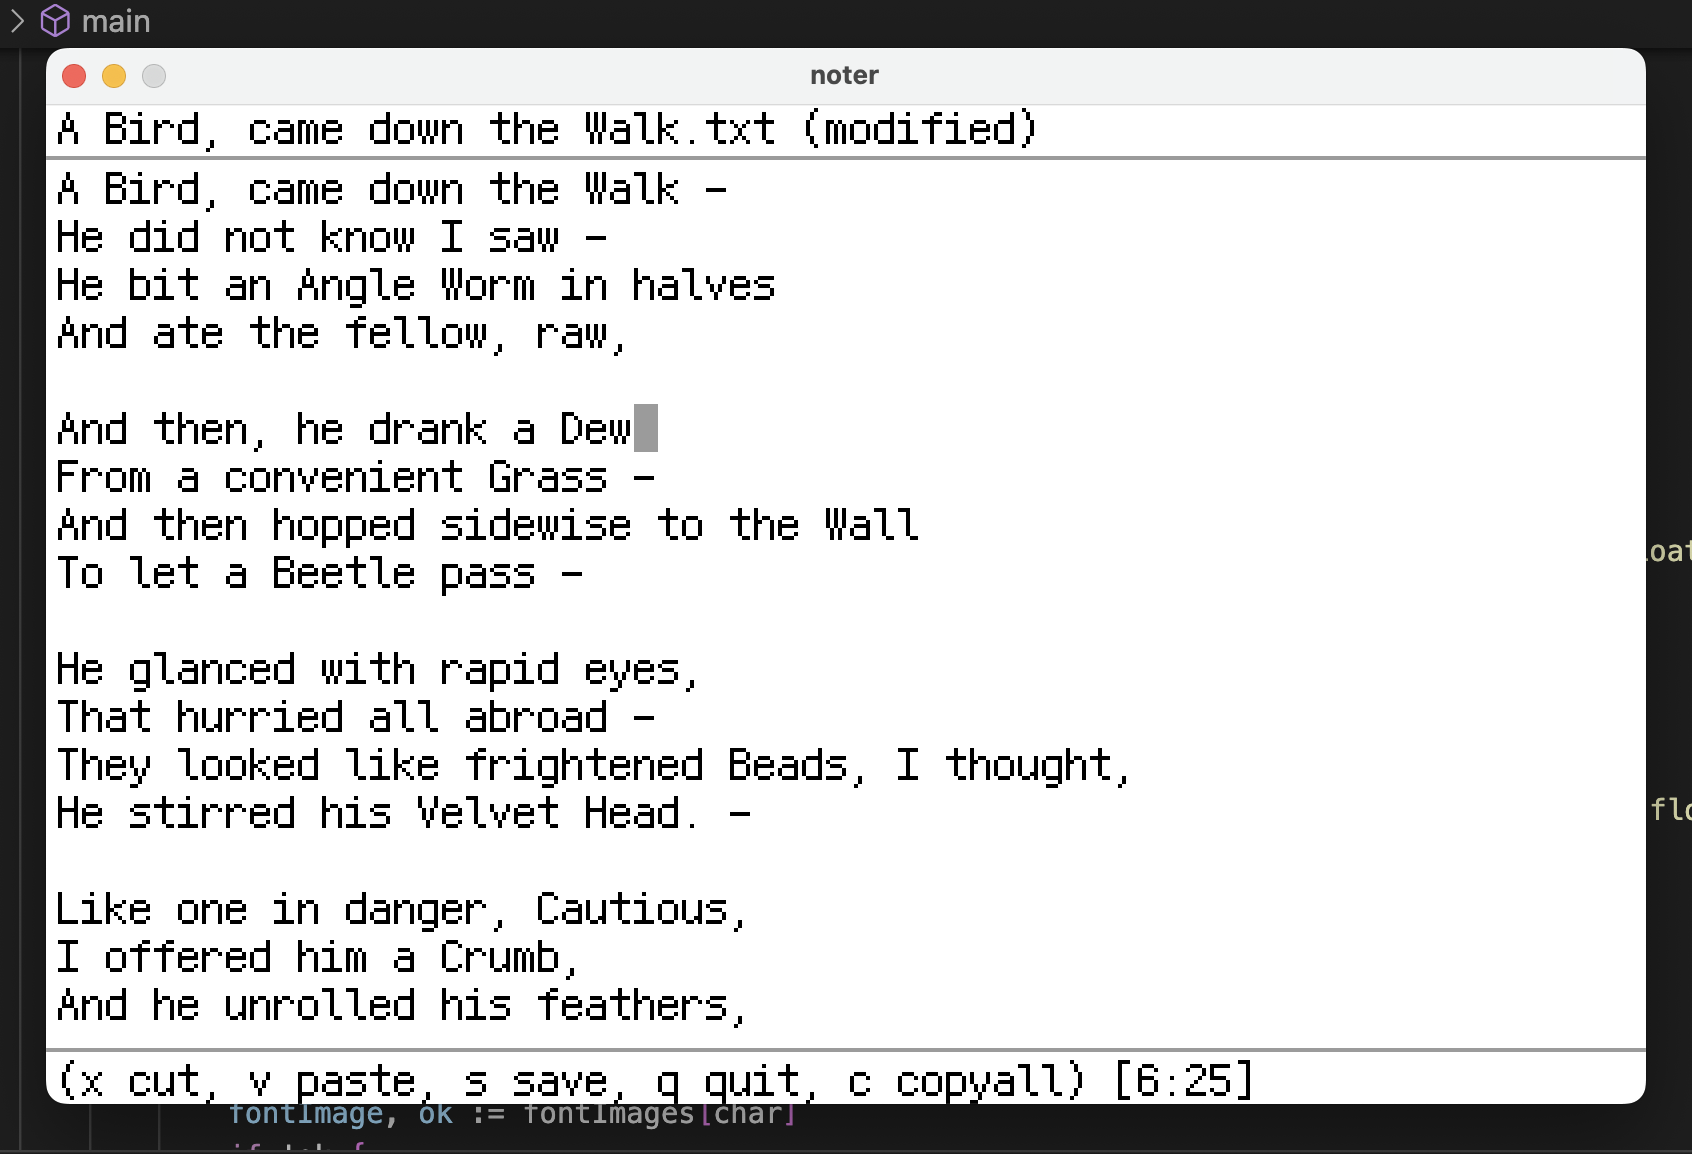 main
noter
A Bird, came down the Walk.txt (modified)
A Bird, came down the Walk –
He did not know I saw –
He bit an Angle Worm in halves
And ate the fellow, raw,
And then, he drank a Dew
From a convenient Grass –
And then hopped sidewise to the Wall
To let a Beetle pass –
He glanced with rapid eyes,
That hurried all abroad –
They looked like frightened Beads, I thought,
He stirred his Velvet Head. –
Like one in danger, Cautious,
I offered him a Crumb,
And he unrolled his feathers,
(x cut, v paste, s save, q quit, c copyall) [6:25]
fontImage, ok := fontImages[char]